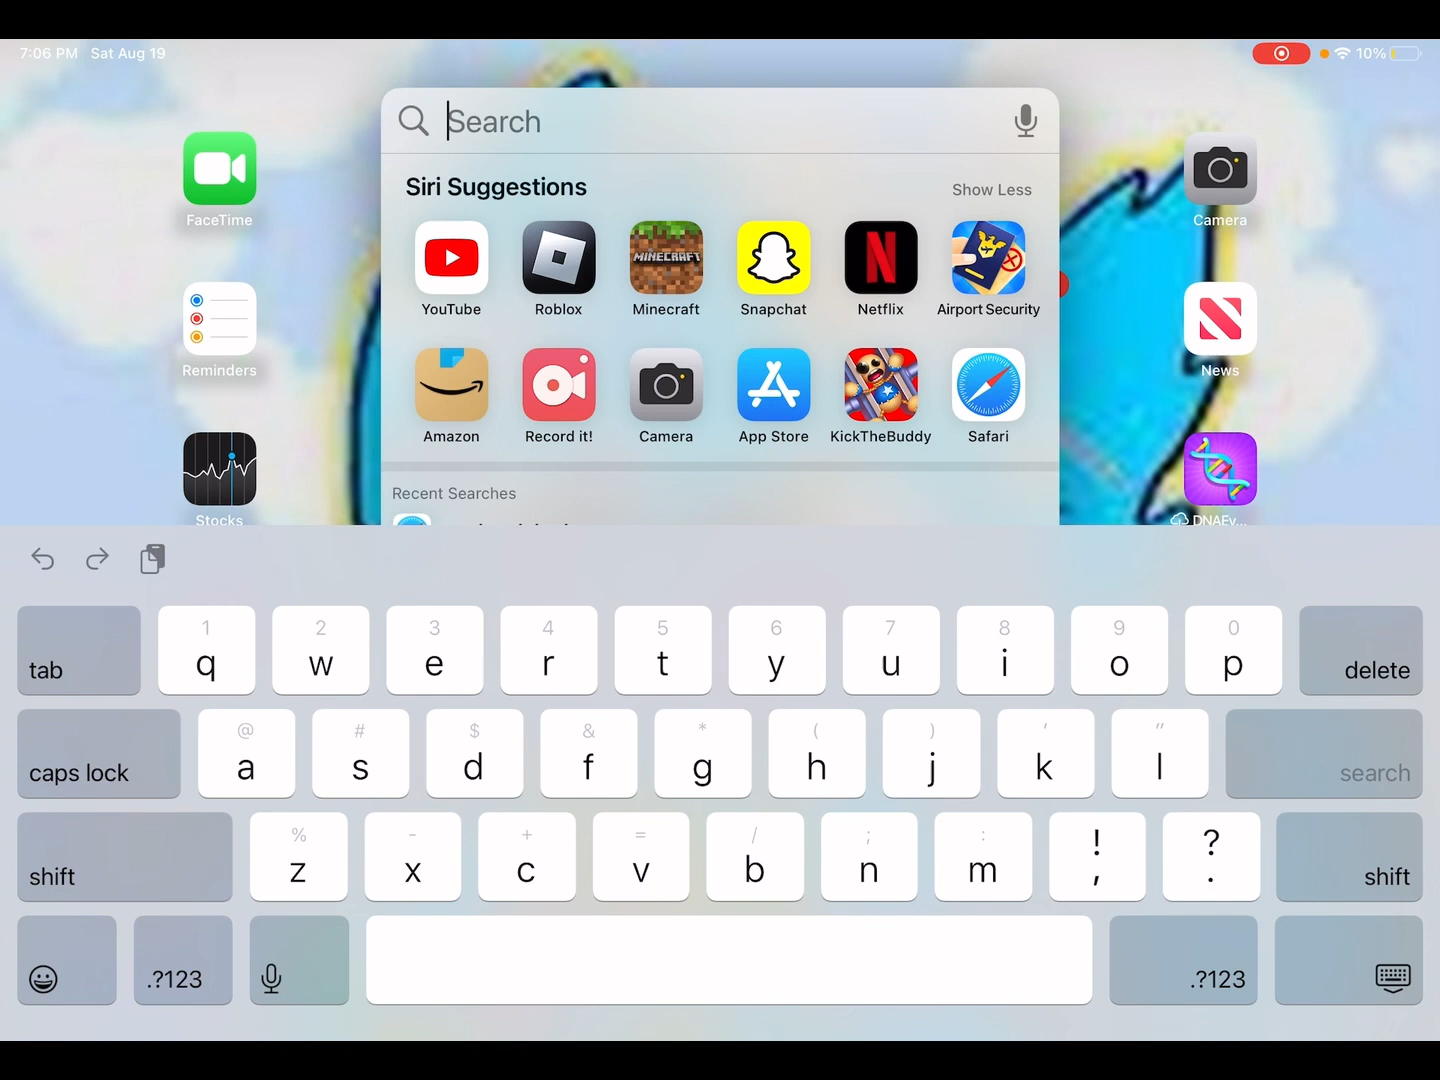 7:06 PM Sat Aug 19
10%
Search
Siri Suggestions
Show Less
FaceTime
Camera
YouTube
Roblox
MINECRAFT
Minecraft
Snapchat
N
Netflix
Airport Security
Reminders
News
Amazon
Record it!
Camera
App Store
KickTheBuddy
Safari
Recent Searches
Stocks
DNAEv...
1 2 3 4 5 6 7 8 9 0
tab q w e r t y u i o p delete
@ # $ & * ( ) ' "
caps lock a s d f g h j k l search
% - + = / ; : ! ?
shift z x c v b n m , . shift
.?123 .?123